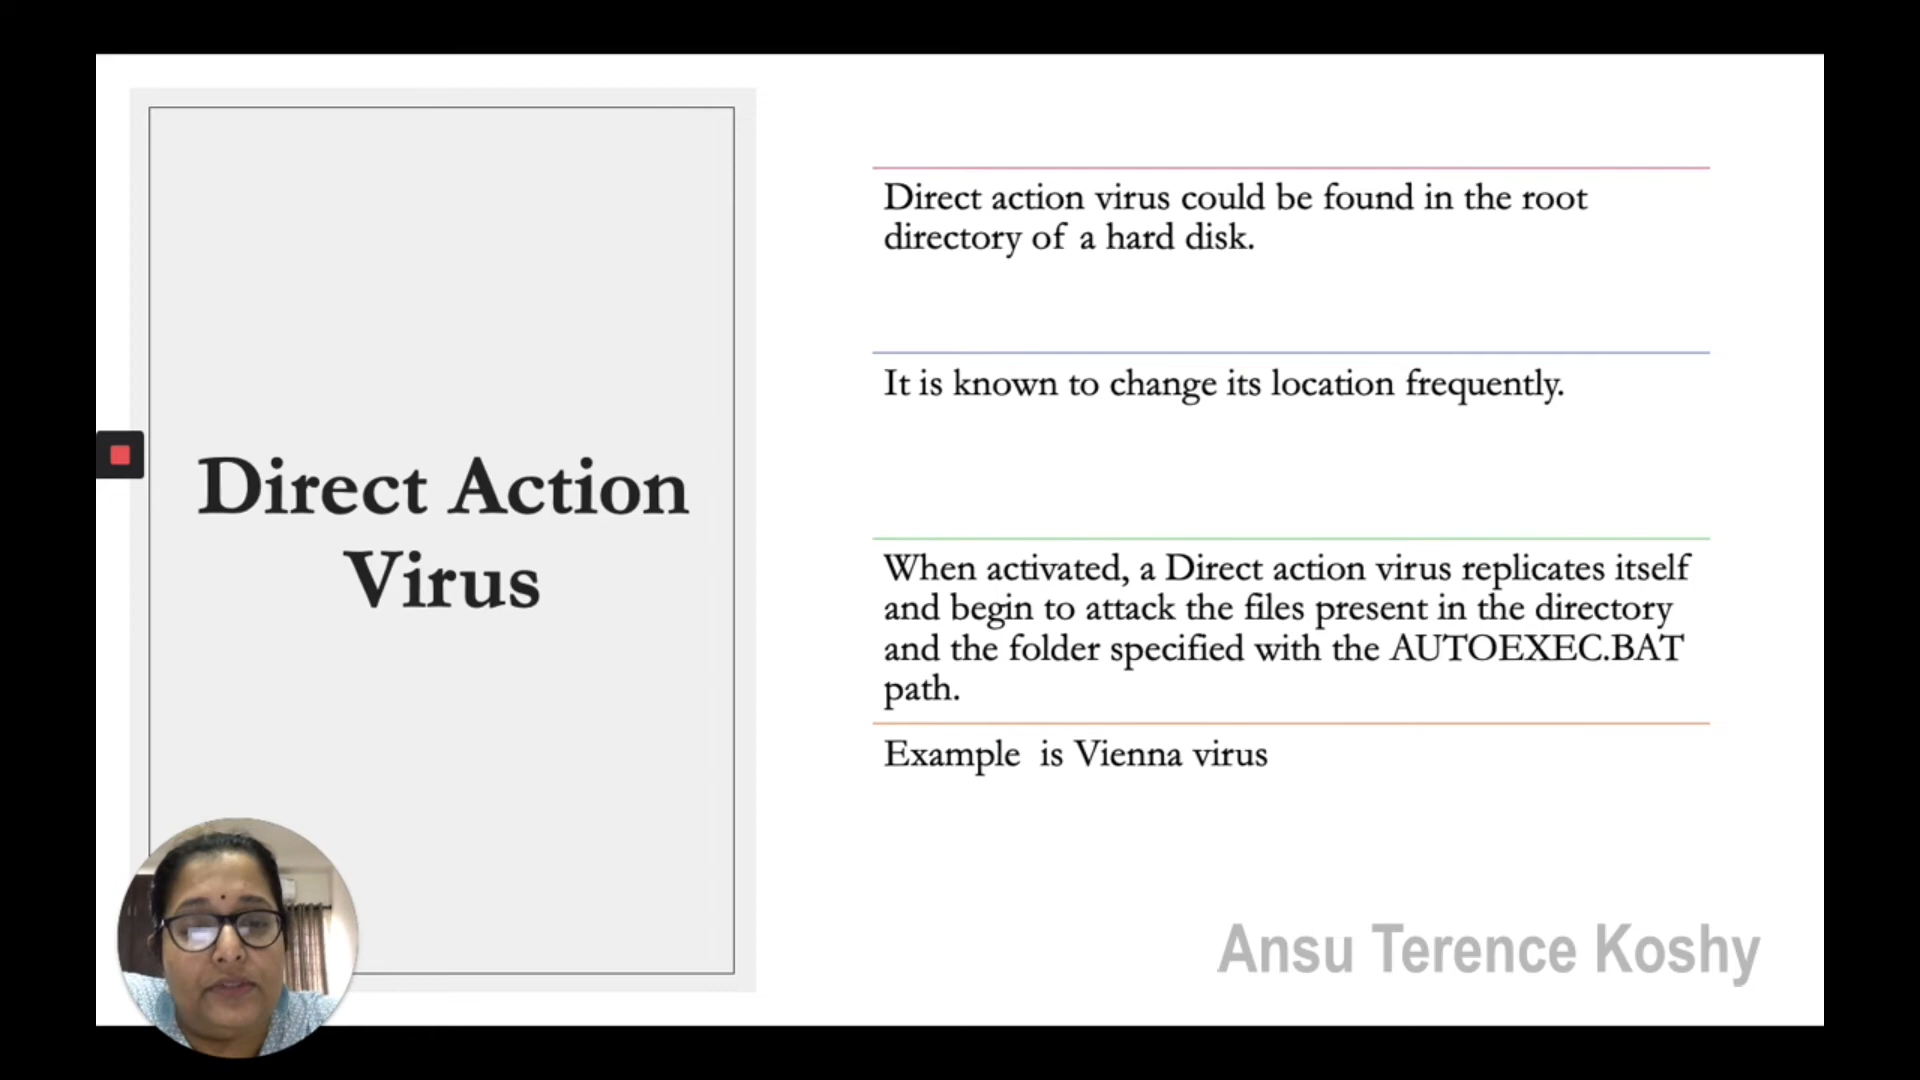 Direct Action
Virus
Direct action virus could be found in the root
directory of a hard disk.
It is known to change its location frequently.
When activated, a Direct action virus replicates itself
and begin to attack the files present in the directory
and the folder specified with the AUTOEXEC.BAT
path.
Example is Vienna virus
Ansu Terence Koshy